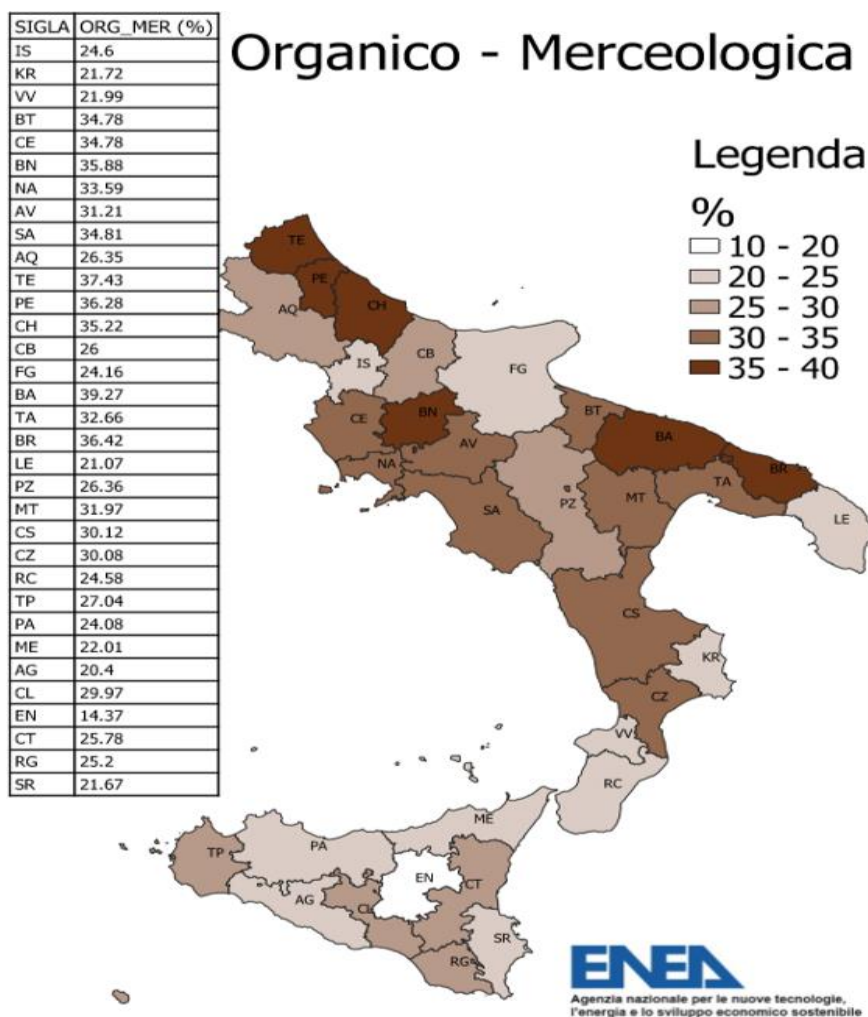 Organico - Merceologica
SIGLA ORG_MER (%)
IS 24.6
KR 21.72
VV 21.99
BT 34.78
CE 34.78
BN 35.88
NA 33.59
AV 31.21
SA 34.81
AQ 26.35
TE 37.43
PE 36.28
CH 35.22
CB 26
FG 24.16
BA 39.27
TA 32.66
BR 36.42
LE 21.07
PZ 26.36
MT 31.97
CS 30.12
CZ 30.08
RC 24.58
TP 27.04
PA 24.08
ME 22.01
AG 20.4
CL 29.97
EN 14.37
CT 25.78
RG 25.2
SR 21.67
Legenda
%
10 - 20
20 - 25
25 - 30
30 - 35
35 - 40
TE
PE
CH
AQ
CB
IS
FG
BN
CE
BT
AV
BA
NA
BR
TA
SA
PZ
MT
LE
CS
KR
CZ
VV
RC
ME
PA
TP
EN
CT
AG
CL
SR
RG
ENEA
Agenzia nazionale per le nuove tecnologie,
l'energia e lo sviluppo economico sostenibile